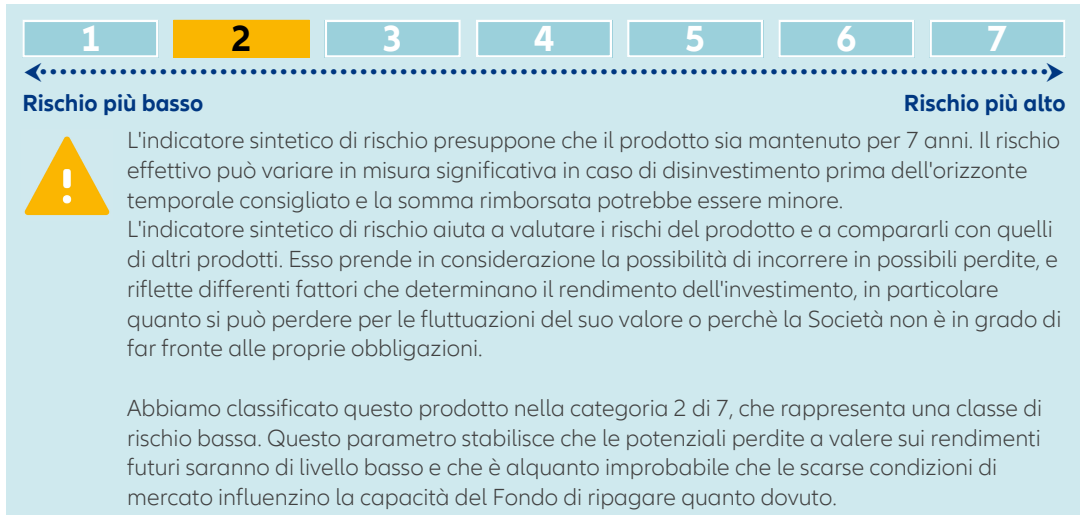 1 2 3 4 5 6 7
Rischio più basso Rischio più alto
L'indicatore sintetico di rischio presuppone che il prodotto sia mantenuto per 7 anni. Il rischio
effettivo può variare in misura significativa in caso di disinvestimento prima dell'orizzonte
temporale consigliato e la somma rimborsata potrebbe essere minore.
L'indicatore sintetico di rischio aiuta a valutare i rischi del prodotto e a compararli con quelli
di altri prodotti. Esso prende in considerazione la possibilità di incorrere in possibili perdite, e
riflette differenti fattori che determinano il rendimento dell'investimento, in particolare
quanto si può perdere per le fluttuazioni del suo valore o perchè la Società non è in grado di
far fronte alle proprie obbligazioni.
Abbiamo classificato questo prodotto nella categoria 2 di 7, che rappresenta una classe di
rischio bassa. Questo parametro stabilisce che le potenziali perdite a valere sui rendimenti
futuri saranno di livello basso e che è alquanto improbabile che le scarse condizioni di
mercato influenzino la capacità del Fondo di ripagare quanto dovuto.